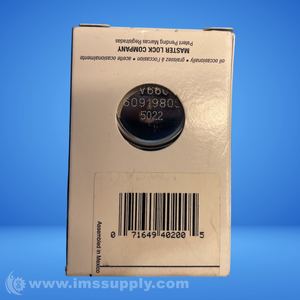 oil occasionally • graissez à l'occasion • aceite ocasionalmente
Patent Pending Marcas Registradas
MASTER LOCK COMPANY
5022
Assembled in Mexico
0 71649 40200 5
© www.imssupply.com